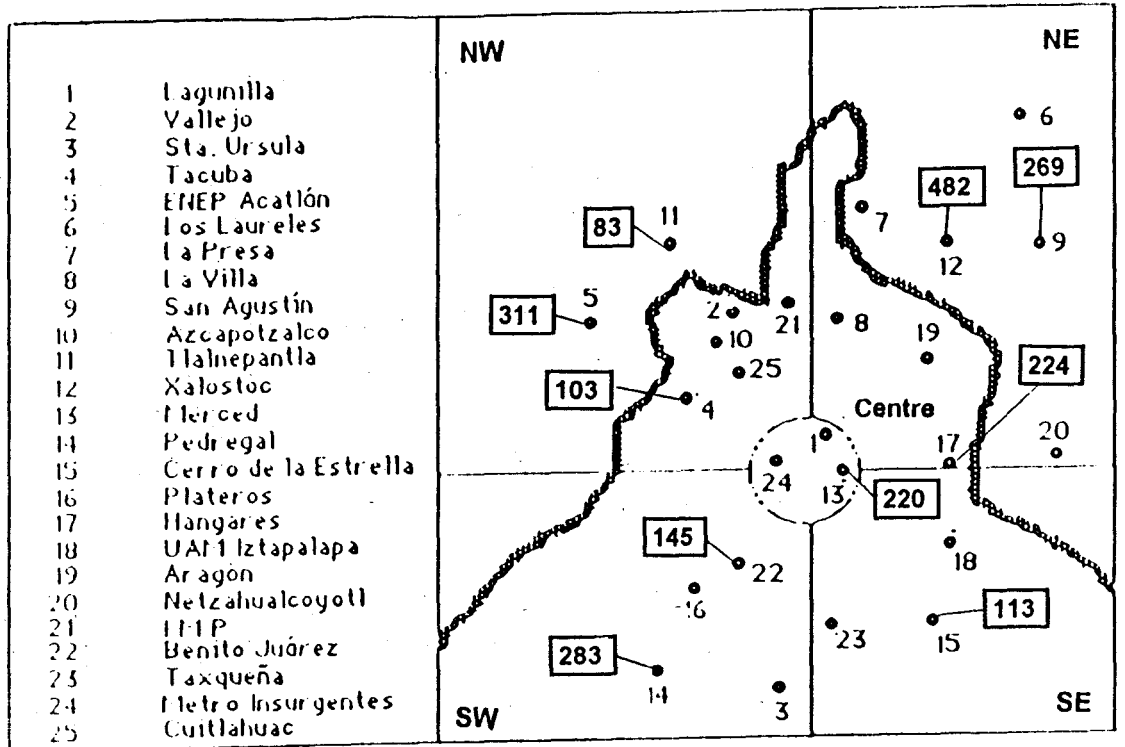 1 Lagunilla
2 Vallejo
3 Sta. Ursula
4 Tacuba
5 ENEP Acatlán
6 Los Laureles
7 La Presa
8 La Villa
9 San Agustín
10 Azcapotzalco
11 Tlalnepantla
12 Xalostoc
13 Merced
14 Pedregal
15 Cerro de la Estrella
16 Plateros
17 Hangares
18 UAM Iztapalapa
19 Aragón
20 Netzahualcoyotl
21 IMP
22 Benito Juárez
23 Taxqueña
24 Metro Insurgentes
25 Cuitlahuac
NW
NE
6
482
269
83
11
7
12
9
311
5
2
21
8
10
19
25
224
103
4
Centre
1
17
20
24
13
220
145
22
18
16
113
23
15
283
14
3
SW
SE